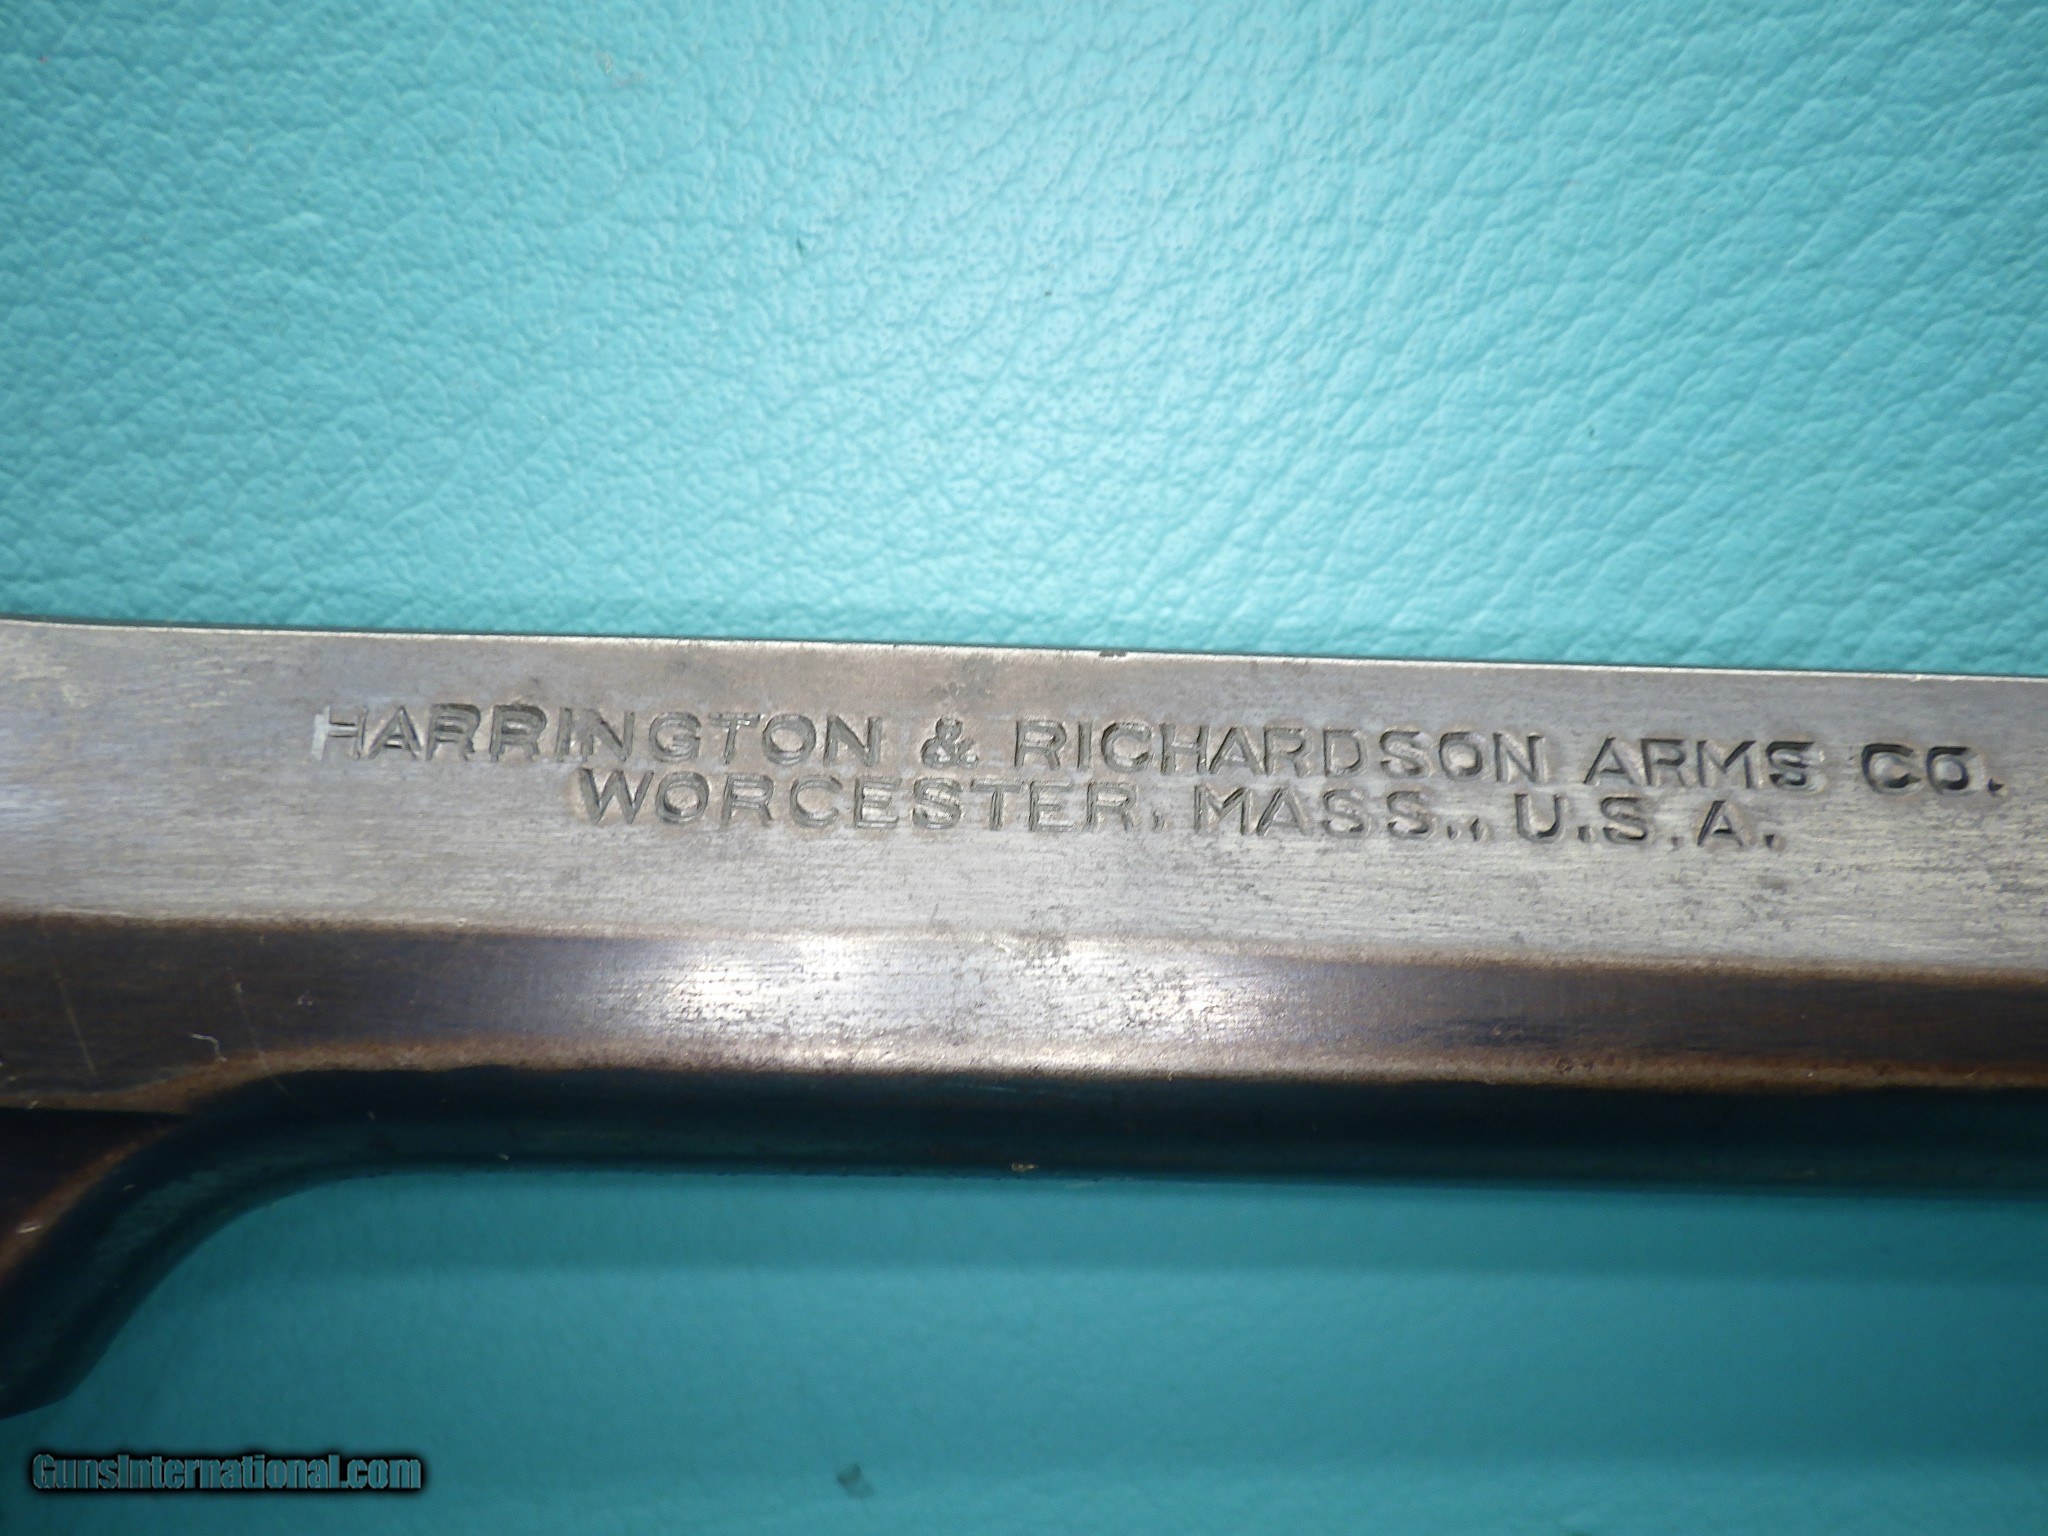 HARRINGTON & RICHARDSON ARMS CO.
WORCESTER, MASS., U.S.A.
GunsInternational.com